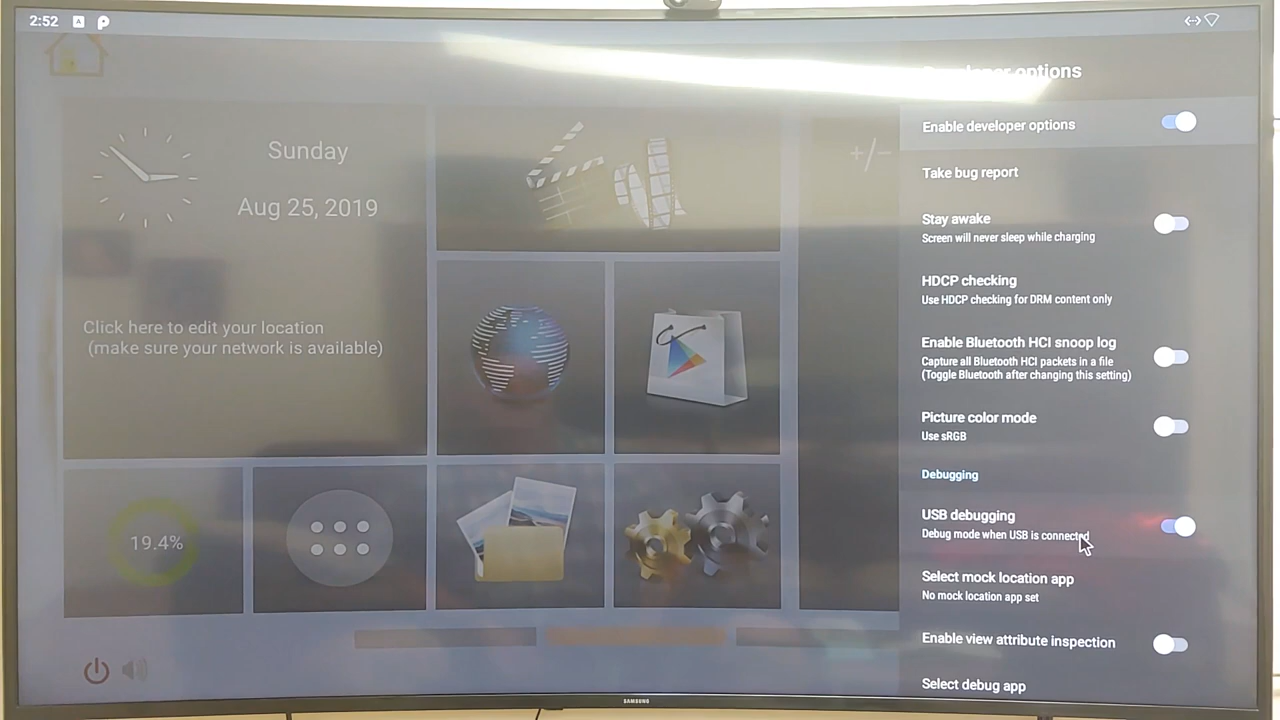 2:52
A
Sunday
Aug 25, 2019
+/-
Click here to edit your location
(make sure your network is available)
19.4%
options
Enable developer options
Take bug report
Stay awake
Screen will never sleep while charging
HDCP checking
Use HDCP checking for DRM content only
Enable Bluetooth HCI snoop log
Capture all Bluetooth HCI packets in a file
(Toggle Bluetooth after changing this setting)
Picture color mode
Use sRGB
Debugging
USB debugging
Debug mode when USB is connected
Select mock location app
No mock location app set
Enable view attribute inspection
Select debug app
SAMSUNG